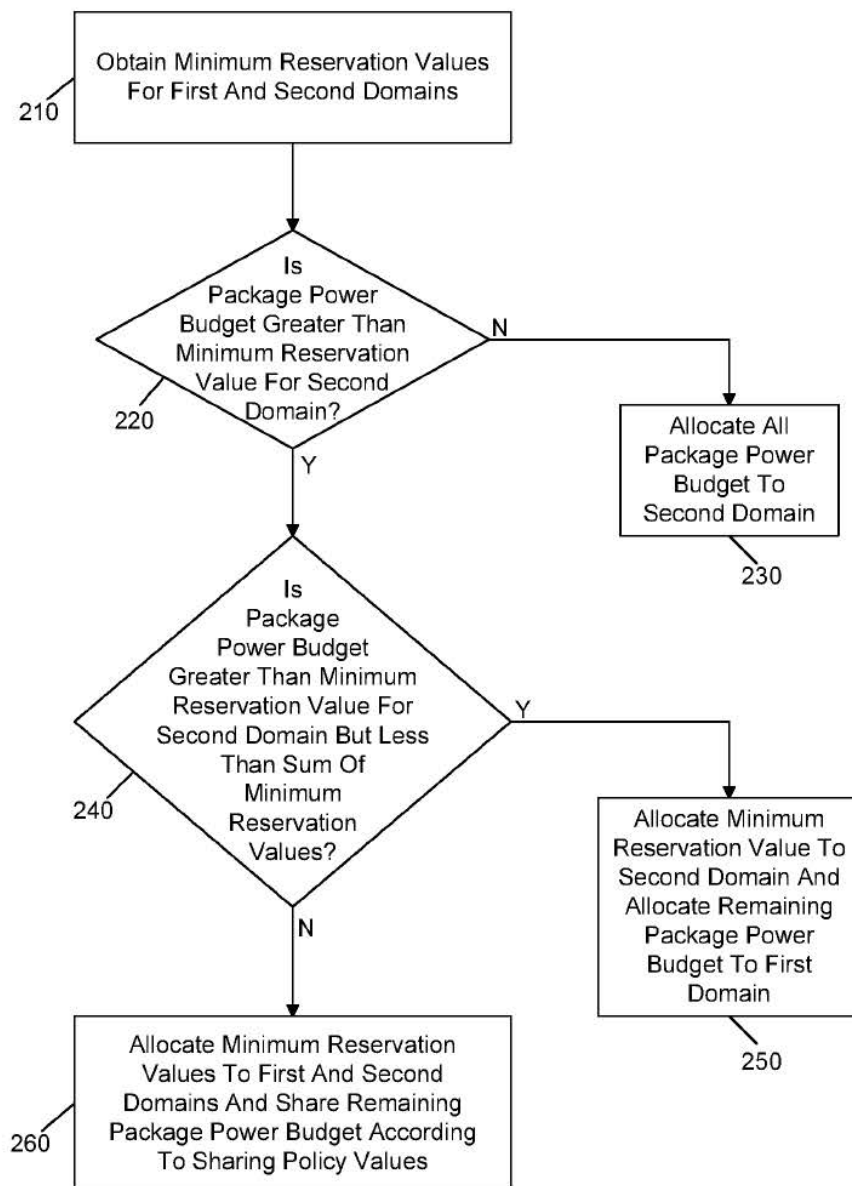 Obtain Minimum Reservation Values
For First And Second Domains
210
Is
Package Power
Budget Greater Than
Minimum Reservation
Value For Second
Domain?
N
220
Y
Allocate All
Package Power
Budget To
Second Domain
230
Is
Package
Power Budget
Greater Than Minimum
Reservation Value For
Second Domain But Less
Than Sum Of
Minimum
Reservation
Values?
Y
240
N
Allocate Minimum
Reservation Value To
Second Domain And
Allocate Remaining
Package Power
Budget To First
Domain
250
Allocate Minimum Reservation
Values To First And Second
Domains And Share Remaining
Package Power Budget According
To Sharing Policy Values
260